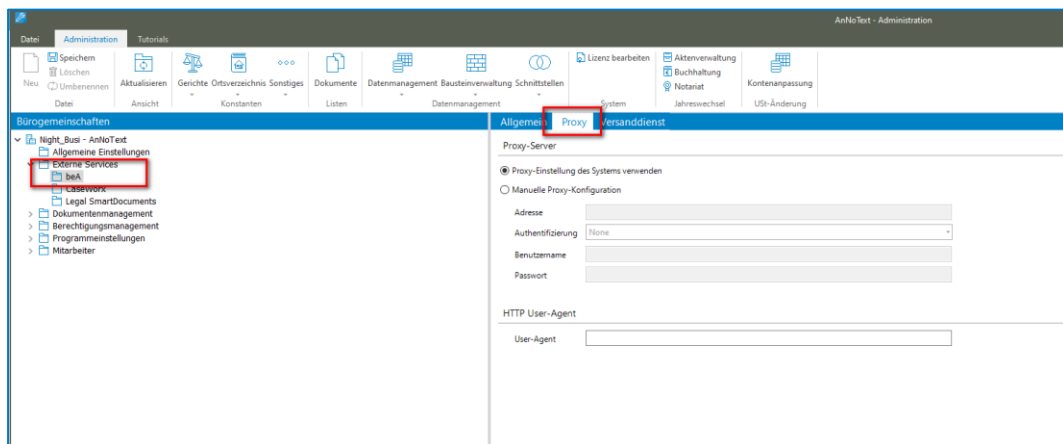 AnNoText - Administration
Datei Administration Tutorials
Neu
Speichern
Löschen
Umbenennen
Datei
Aktualisieren
Ansicht
Gerichte Ortsverzeichnis Sonstiges
Konstanten
Dokumente
Listen
Datenmanagement Bausteinverwaltung Schnittstellen
Datenmanagement
Lizenz bearbeiten
System
Aktenverwaltung
Buchhaltung
Notariat
Jahreswechsel
Kontenanpassung
USt-Änderung
Bürogemeinschaften
Night_Busi - AnNoText
Allgemeine Einstellungen
Externe Services
beA
CaseWorx
Legal SmartDocuments
Dokumentenmanagement
Berechtigungsmanagement
Programmeinstellungen
Mitarbeiter
Allgemein Proxy Versanddienst
Proxy-Server
Proxy-Einstellung des Systems verwenden
Manuelle Proxy-Konfiguration
Adresse
Authentifizierung None
Benutzername
Passwort
HTTP User-Agent
User-Agent